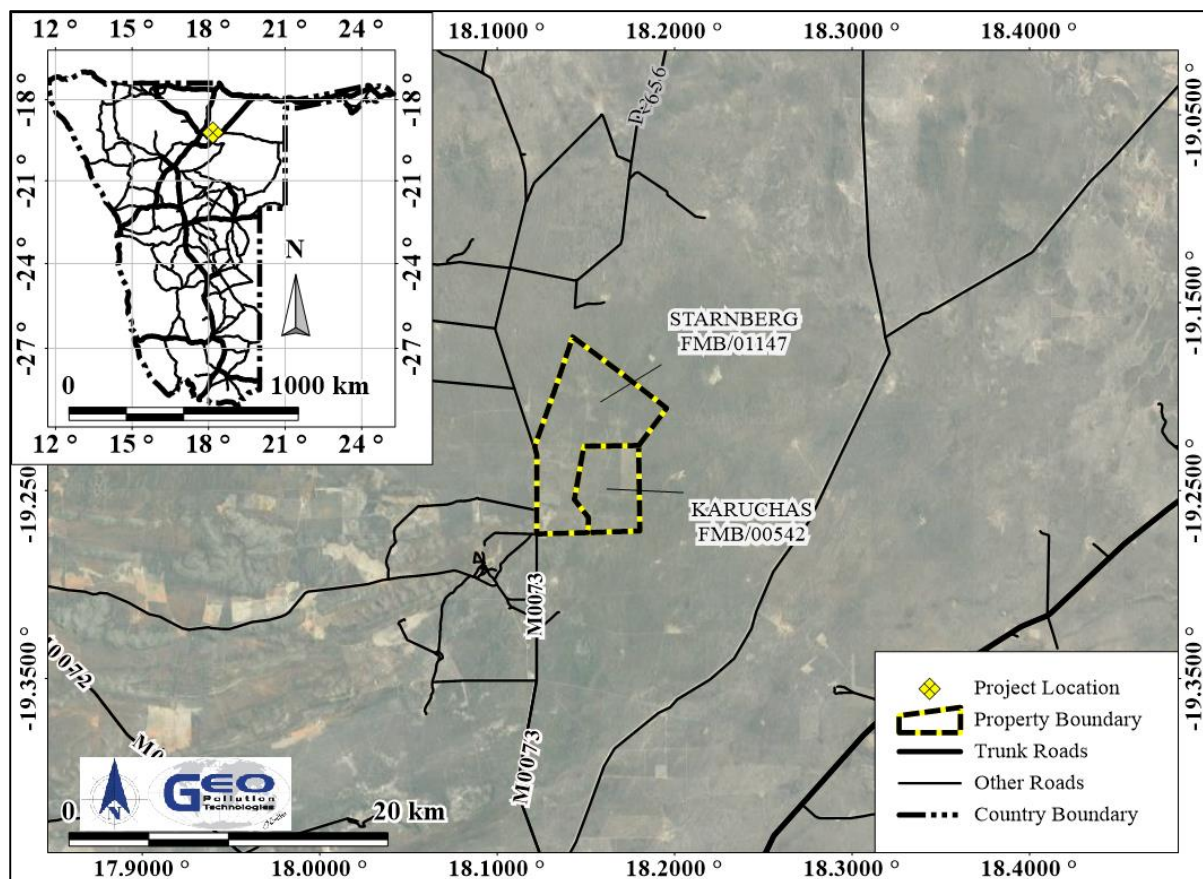 12 15 18 21 24
-18 °
-21 °
-24 °
-27 °
-18 °
-21 °
-24 °
-27 °
N
0 1000 km
12 ° 15 ° 18 ° 21 ° 24 °
18.1000 ° 18.2000 ° 18.3000 ° 18.4000 °
-19.0500 °
-19.1500 °
-19.2500 °
-19.3500 °
-19.2500 °
-19.3500 °
STARNBERG
FMB/01147
KARUCHAS
FMB/00542
M0073
M0073
M0072
Project Location
Property Boundary
Trunk Roads
Other Roads
Country Boundary
N
GEO
Pollution
Technologies
0 20 km
17.9000 18.0000 ° 18.1000 ° 18.2000 ° 18.3000 ° 18.4000 °